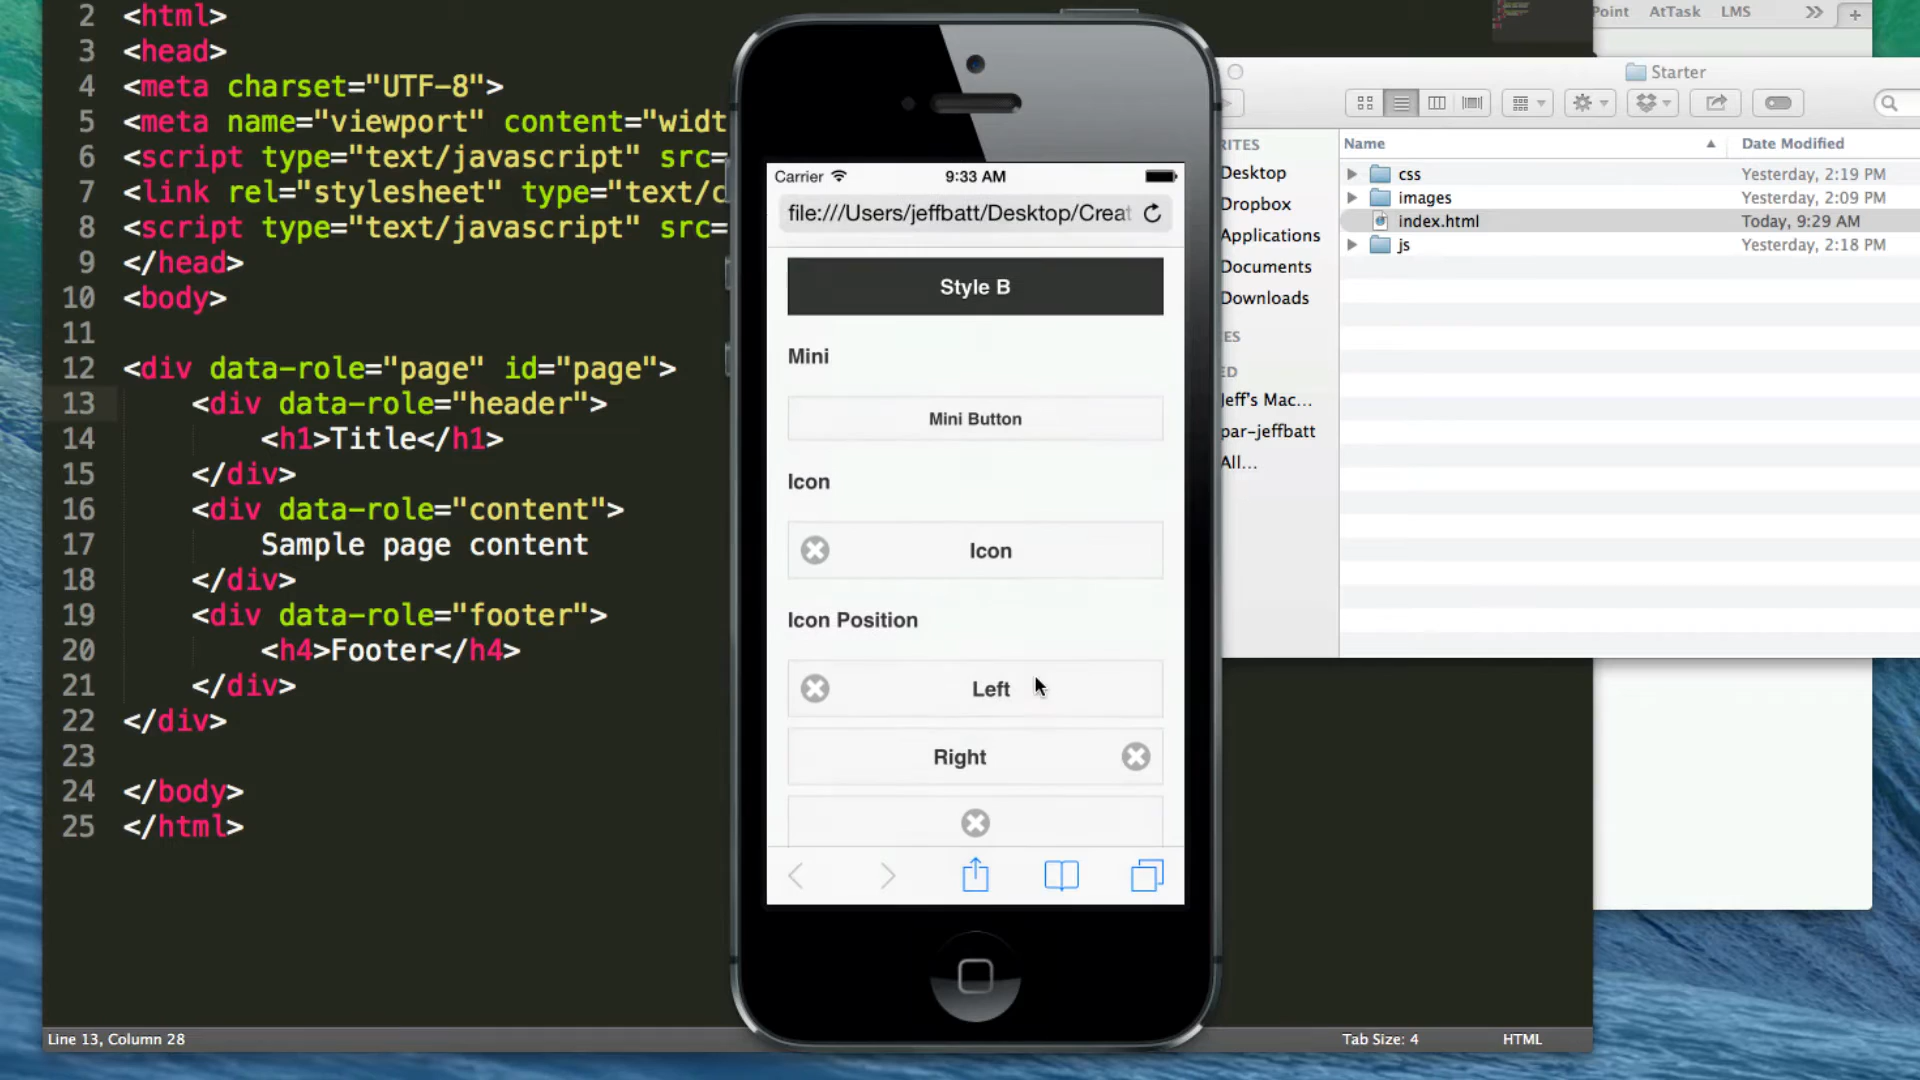 2 <html>
3 <head>
4 <meta charset="UTF-8">
5 <meta name="viewport" content="widt
6 <script type="text/javascript" src=
7 <link rel="stylesheet" type="text/c
8 <script type="text/javascript" src=
9 </head>
10 <body>
11
12 <div data-role="page" id="page">
13 <div data-role="header">
14 <h1>Title</h1>
15 </div>
16 <div data-role="content">
17 Sample page content
18 </div>
19 <div data-role="footer">
20 <h4>Footer</h4>
21 </div>
22 </div>
23
24 </body>
25 </html>
Line 13, Column 28
Tab Size: 4
HTML
Carrier
9:33 AM
file:///Users/jeffbatt/Desktop/Creat
Style B
Mini
Mini Button
Icon
Icon
Icon Position
Left
Right
Point AtTask LMS
Starter
RITES
Desktop
Dropbox
Applications
Documents
Downloads
ES
ED
Jeff's Mac...
par-jeffbatt
All...
Name Date Modified
css Yesterday, 2:19 PM
images Yesterday, 2:09 PM
index.html Today, 9:29 AM
js Yesterday, 2:18 PM